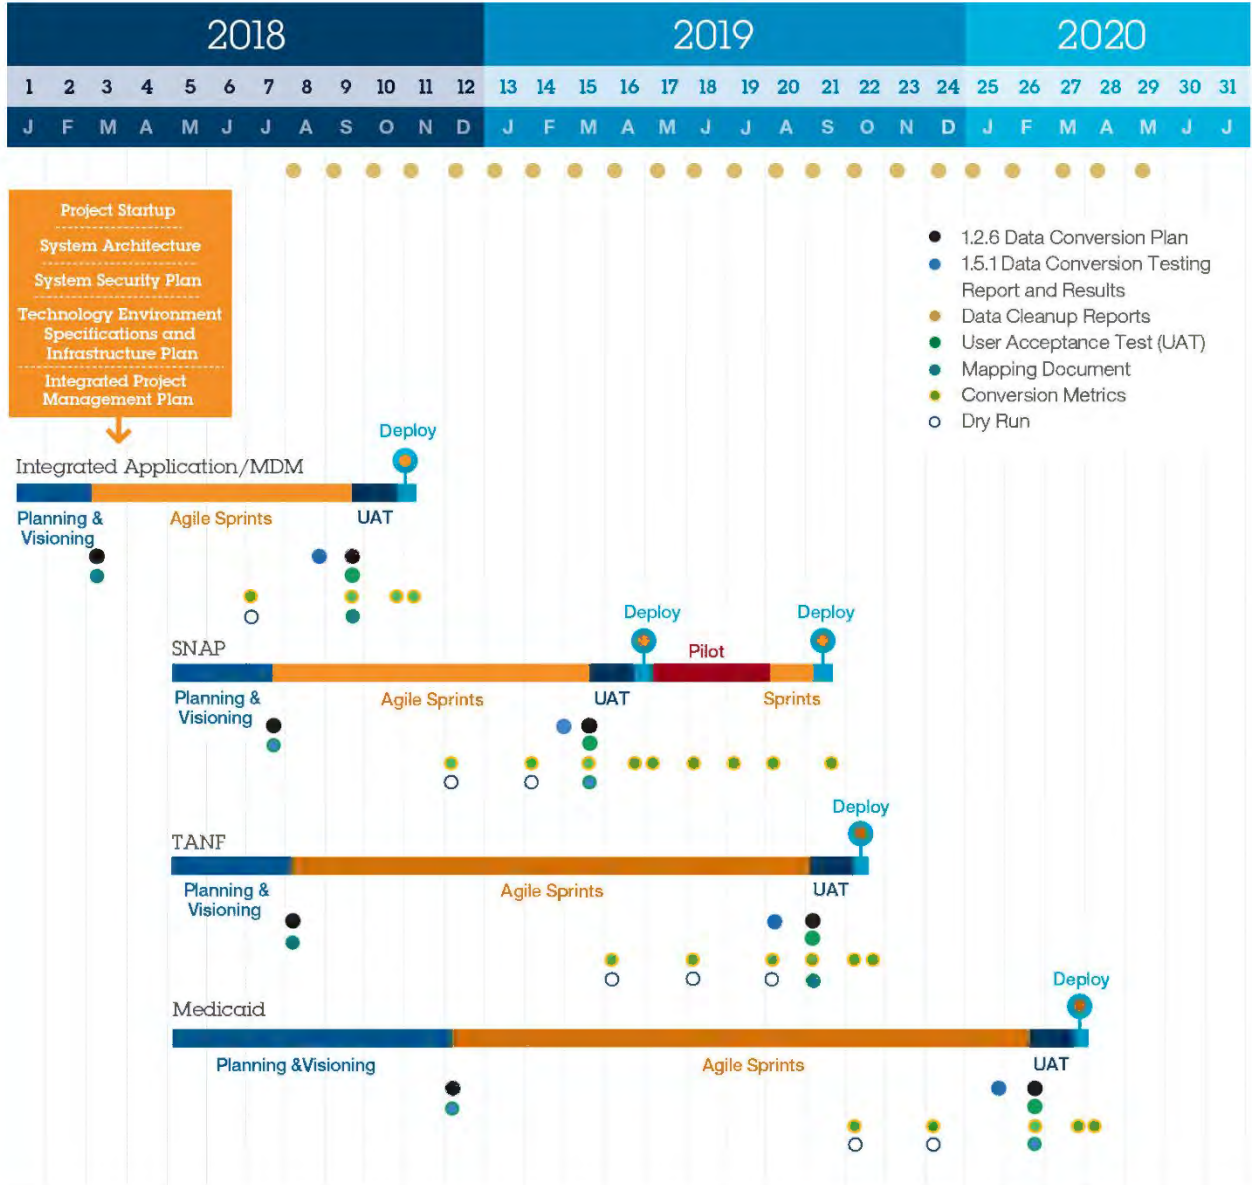 2018 2019 2020
1 2 3 4 5 6 7 8 9 10 11 12 13 14 15 16 17 18 19 20 21 22 23 24 25 26 27 28 29 30 31
J F M A M J J A S O N D J F M A M J J A S O N D J F M A M J J
Project Startup
System Architecture
System Security Plan
Technology Environment
Specifications and
Infrastructure Plan
Integrated Project
Management Plan
1.2.6 Data Conversion Plan
1.5.1 Data Conversion Testing
Report and Results
Data Cleanup Reports
User Acceptance Test (UAT)
Mapping Document
Conversion Metrics
Dry Run
Deploy
Integrated Application/MDM
Planning &
Visioning
Agile Sprints
UAT
Deploy
Deploy
SNAP
Pilot
Planning &
Visioning
Agile Sprints
UAT
Sprints
Deploy
TANF
Planning &
Visioning
Agile Sprints
UAT
Deploy
Medicaid
Planning &Visioning
Agile Sprints
UAT